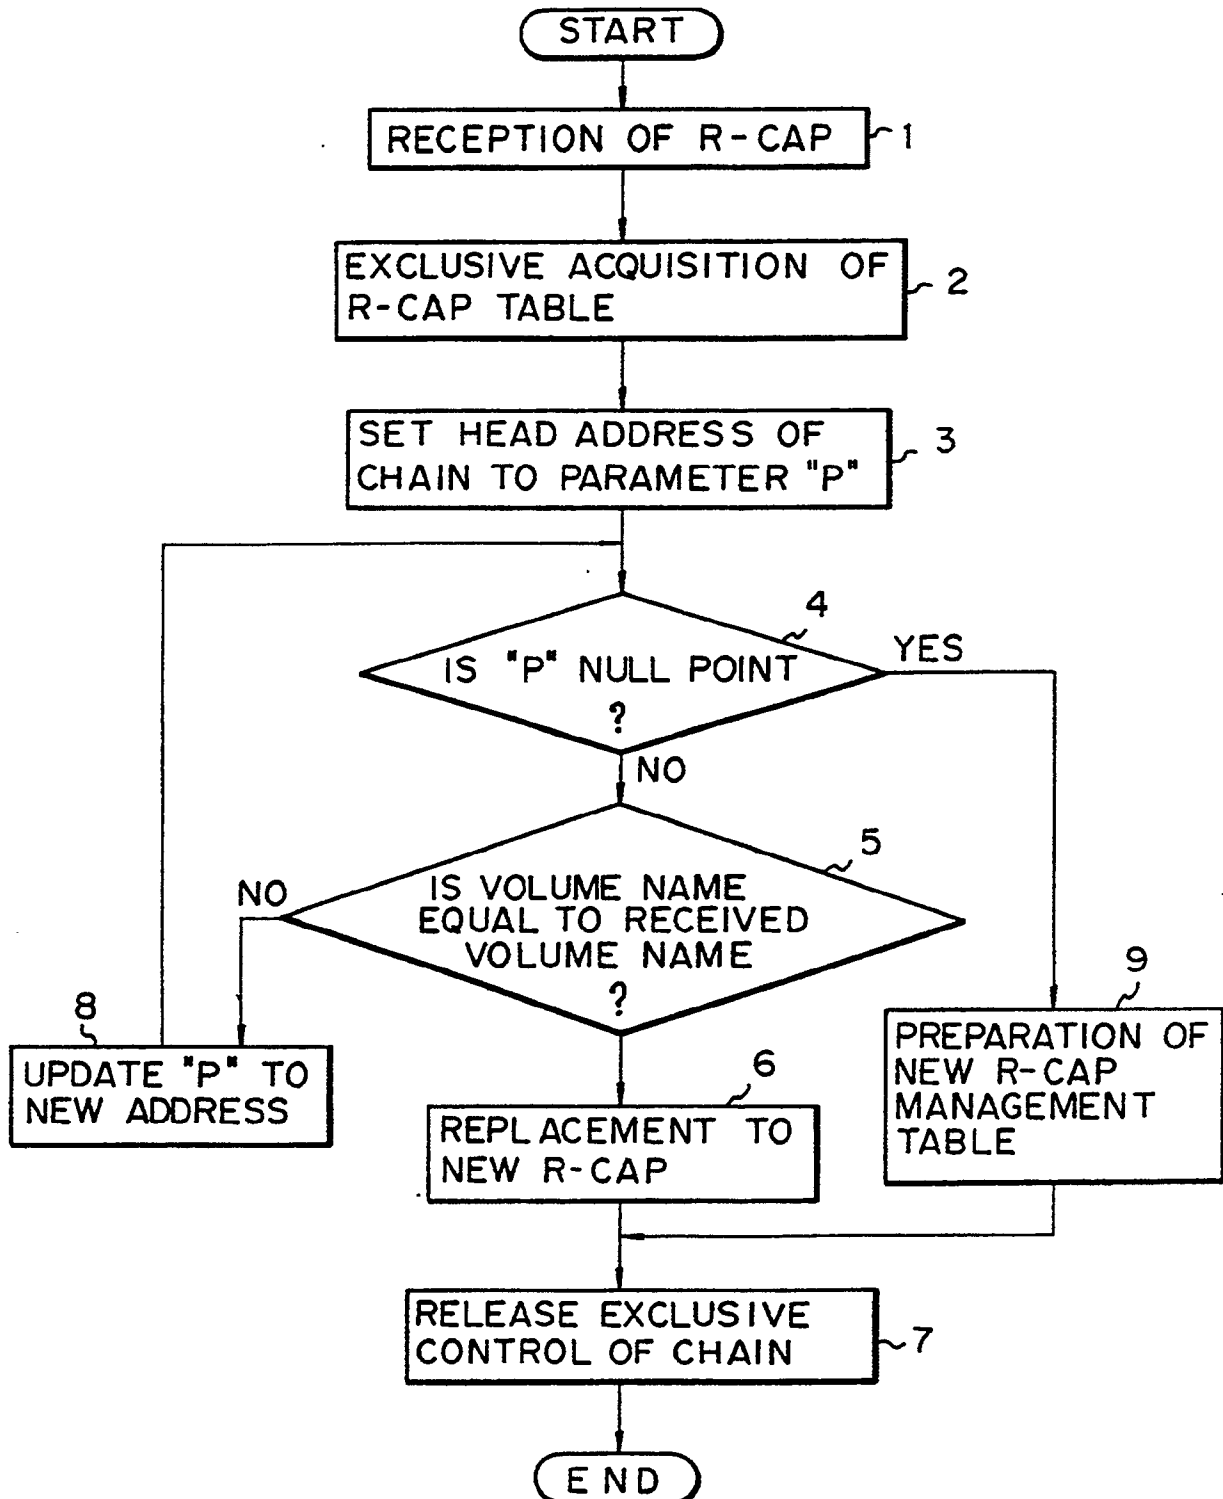 START
RECEPTION OF R-CAP
1
EXCLUSIVE ACQUISITION OF
R-CAP TABLE
2
SET HEAD ADDRESS OF
CHAIN TO PARAMETER "P"
3
4
IS "P" NULL POINT
?
YES
NO
5
IS VOLUME NAME
EQUAL TO RECEIVED
VOLUME NAME
?
NO
8
UPDATE "P" TO
NEW ADDRESS
6
REPLACEMENT TO
NEW R-CAP
9
PREPARATION OF
NEW R-CAP
MANAGEMENT
TABLE
RELEASE EXCLUSIVE
CONTROL OF CHAIN
7
END